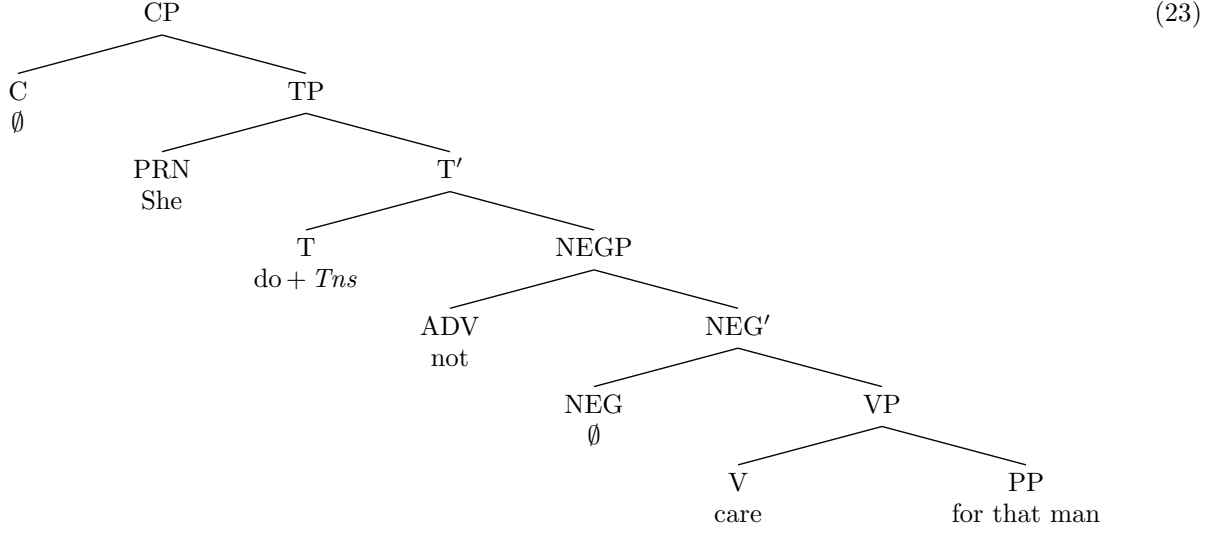 CP (23)
C TP
∅
PRN T′
She
T NEGP
do + Tns
ADV NEG′
not
NEG VP
∅
V PP
care for that man